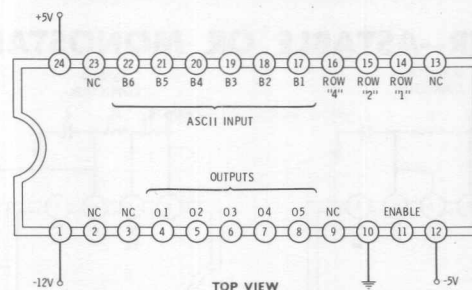 +5V
24 23 22 21 20 19 18 17 16 15 14 13
NC B6 B5 B4 B3 B2 B1 ROW "4" ROW "2" ROW "1" NC
ASCII INPUT
OUTPUTS
NC NC O1 O2 O3 O4 O5 NC ENABLE
1 2 3 4 5 6 7 8 9 10 11 12
-12V -5V
TOP VIEW